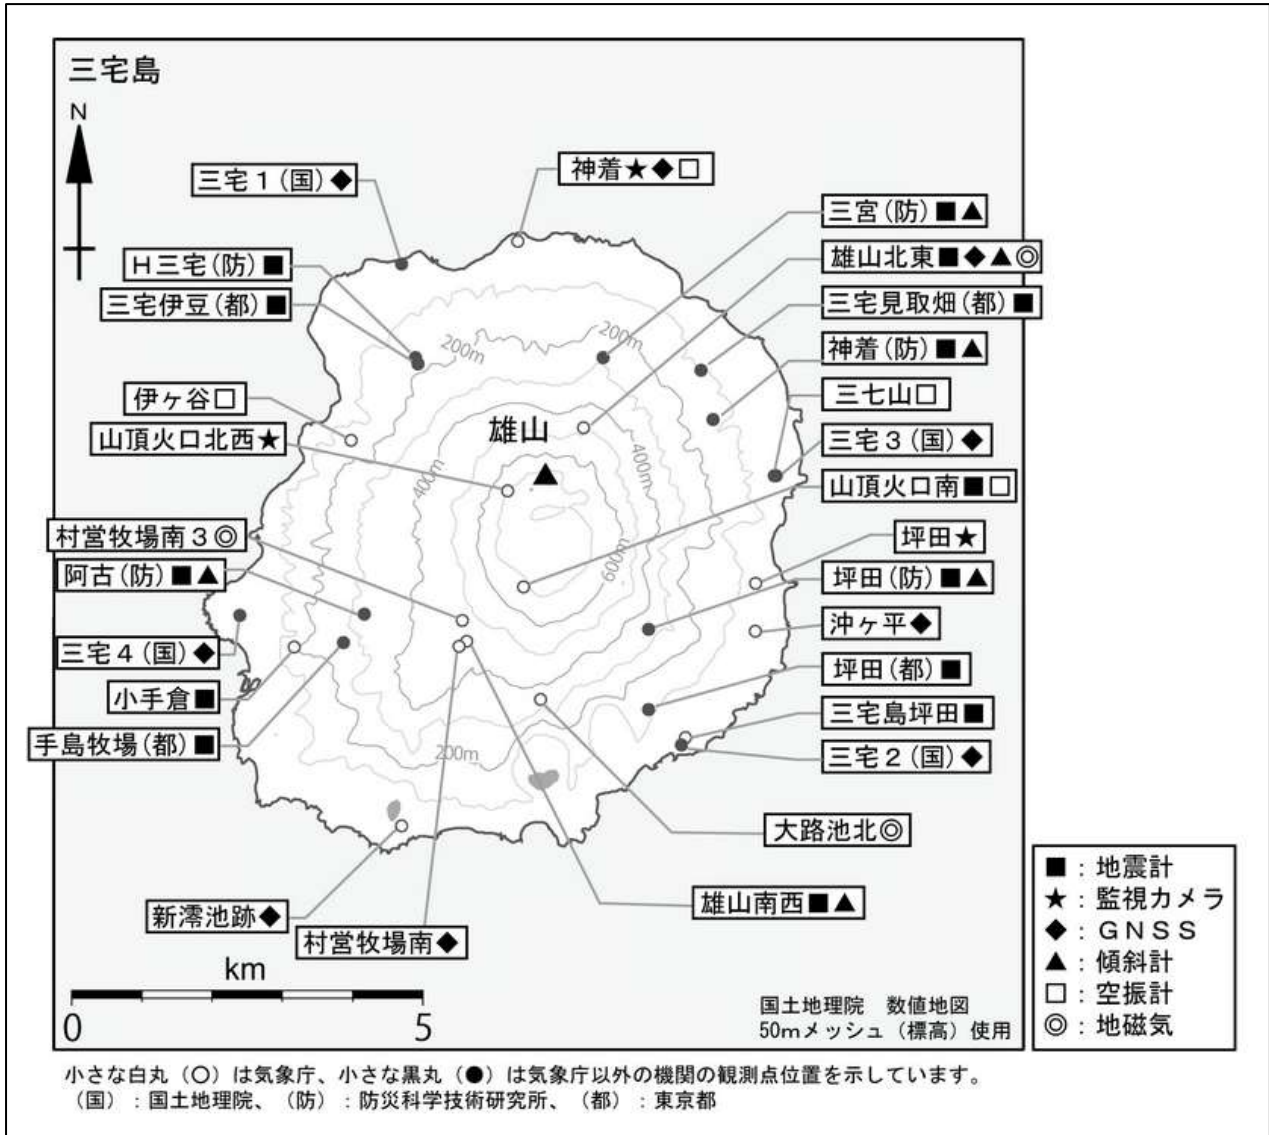 三宅島
N
神着★◆□
三宅１(国)◆
三宮(防)■▲
雄山北東■◆▲◎
H三宅(防)■
三宅伊豆(都)■
三宅見取畑(都)■
200m
200m
神着(防)■▲
三七山□
伊ヶ谷□
雄山
山頂火口北西★
三宅３(国)◆
400m
400m
山頂火口南■□
村営牧場南３◎
坪田★
600m
阿古(防)■▲
坪田(防)■▲
沖ヶ平◆
三宅４(国)◆
坪田(都)■
小手倉■
三宅島坪田■
手島牧場(都)■
200m
三宅２(国)◆
大路池北◎
雄山南西■▲
新澪池跡◆
村営牧場南◆
km
0 5
国土地理院 数値地図
50mメッシュ（標高）使用
■：地震計
★：監視カメラ
◆：ＧＮＳＳ
▲：傾斜計
□：空振計
◎：地磁気
小さな白丸（○）は気象庁、小さな黒丸（●）は気象庁以外の機関の観測点位置を示しています。
（国）：国土地理院、（防）：防災科学技術研究所、（都）：東京都